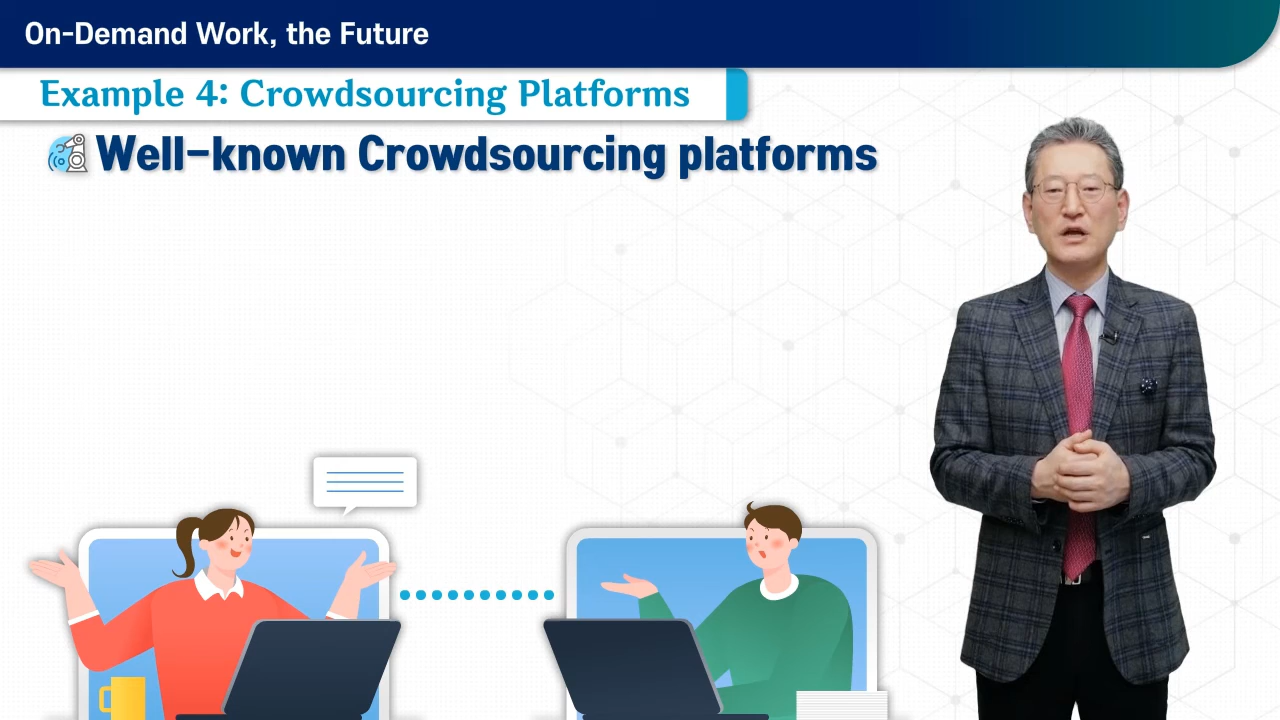 On-Demand Work, the Future
Example 4: Crowdsourcing Platforms
Well-known Crowdsourcing platforms